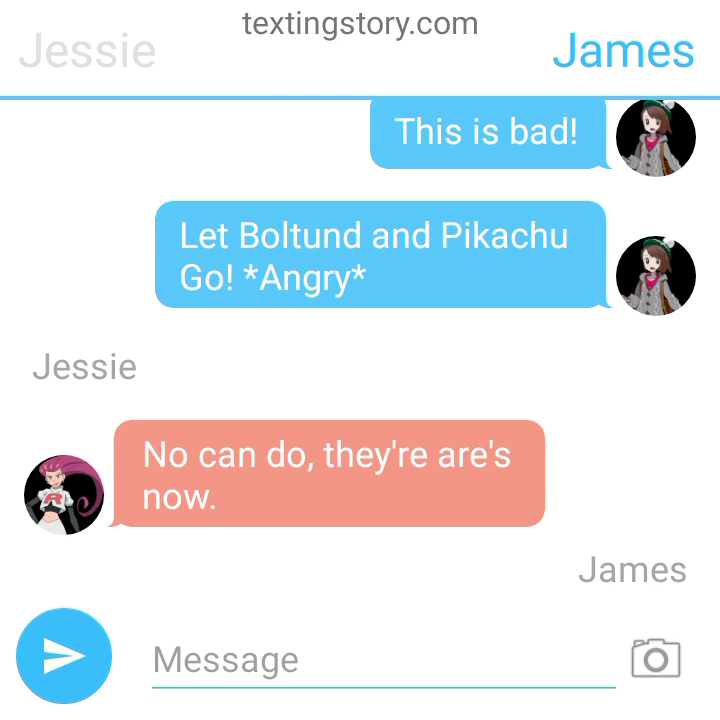 textingstory.com
Jessie
James
This is bad!
Let Boltund and Pikachu
Go! *Angry*
Jessie
No can do, they're are's
now.
James
Message